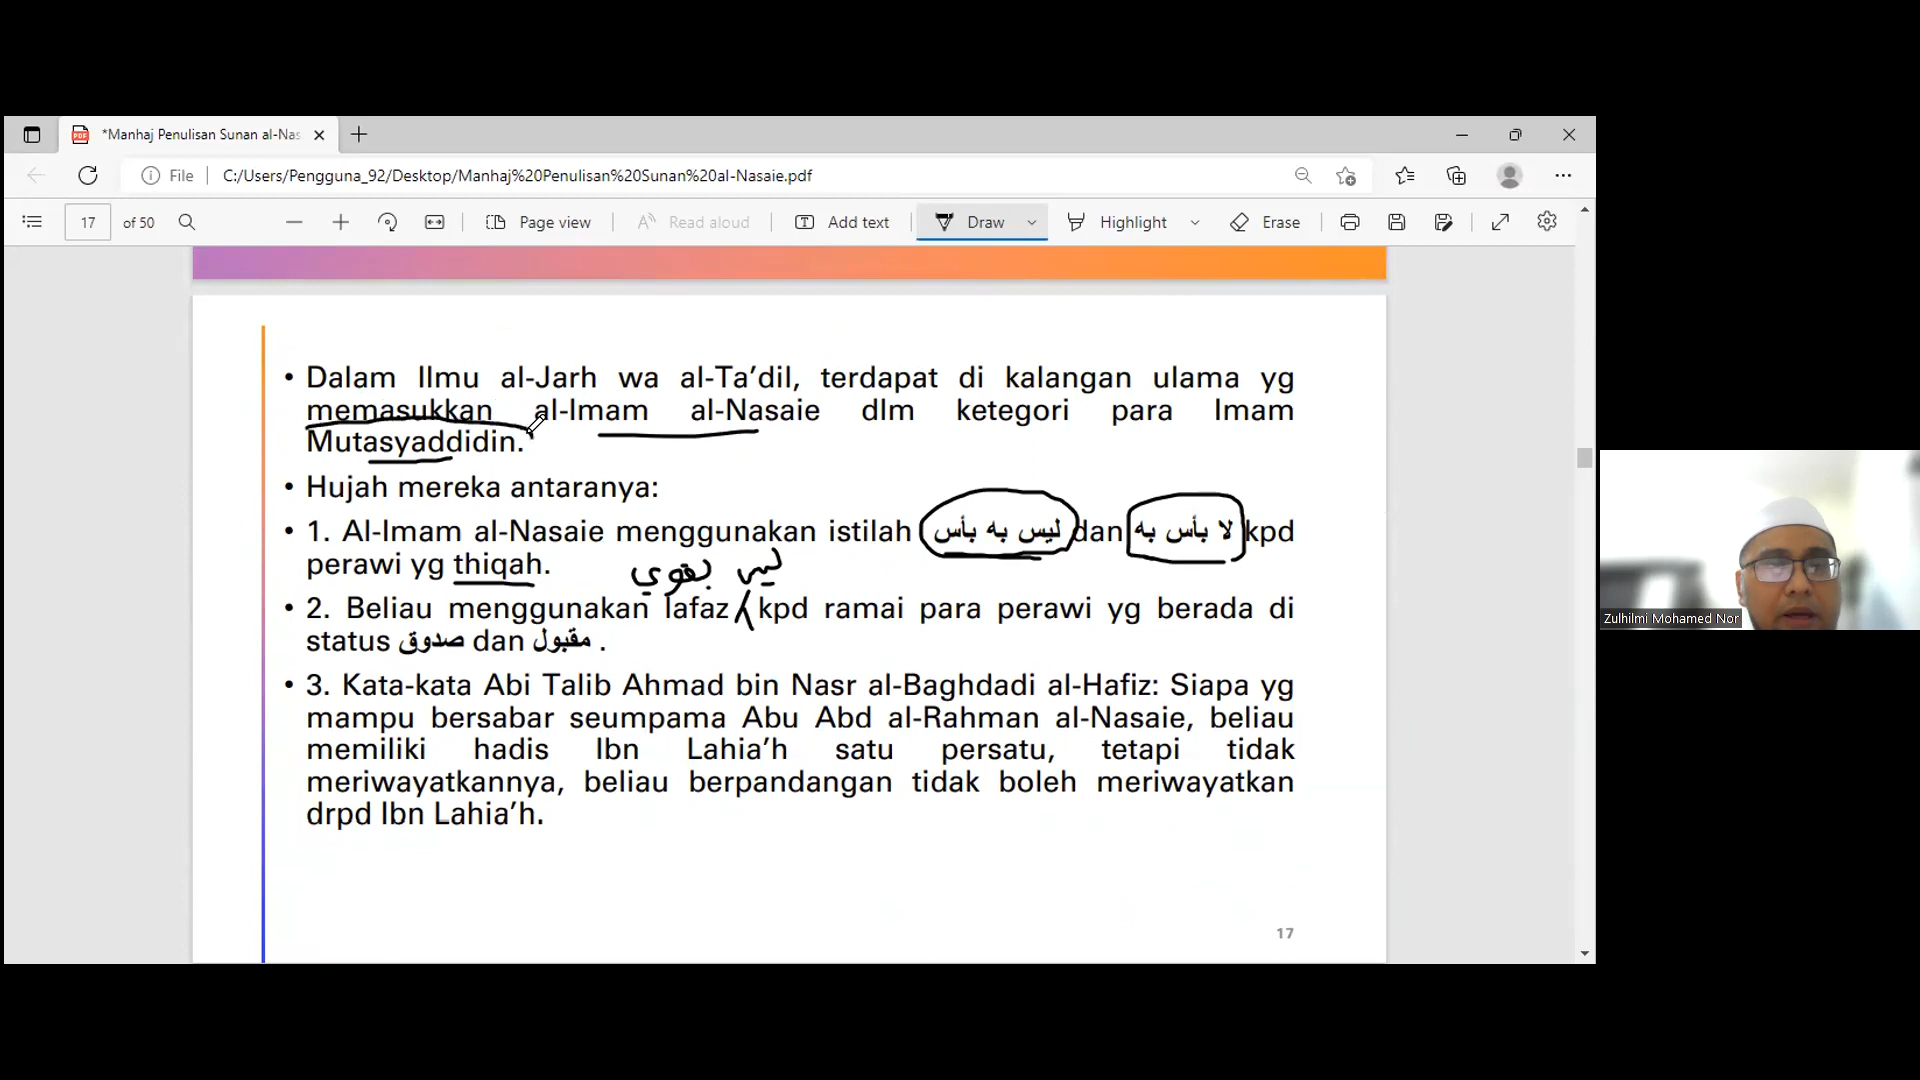 *Manhaj Penulisan Sunan al-Nas
File C:/Users/Pengguna_92/Desktop/Manhaj%20Penulisan%20Sunan%20al-Nasaie.pdf
17 of 50 Page view Read aloud Add text Draw Highlight Erase
• Dalam Ilmu al-Jarh wa al-Ta’dil, terdapat di kalangan ulama yg
memasukkan al-Imam al-Nasaie dlm ketegori para Imam
Mutasyaddidin.
• Hujah mereka antaranya:
• 1. Al-Imam al-Nasaie menggunakan istilah ليس به بأس dan لا بأس به kpd
perawi yg thiqah.
ليس بقوي
• 2. Beliau menggunakan lafaz kpd ramai para perawi yg berada di
status صدوق dan مقبول .
• 3. Kata-kata Abi Talib Ahmad bin Nasr al-Baghdadi al-Hafiz: Siapa yg
mampu bersabar seumpama Abu Abd al-Rahman al-Nasaie, beliau
memiliki hadis Ibn Lahia’h satu persatu, tetapi tidak
meriwayatkannya, beliau berpandangan tidak boleh meriwayatkan
drpd Ibn Lahia’h.
17
Zulhilmi Mohamed Nor